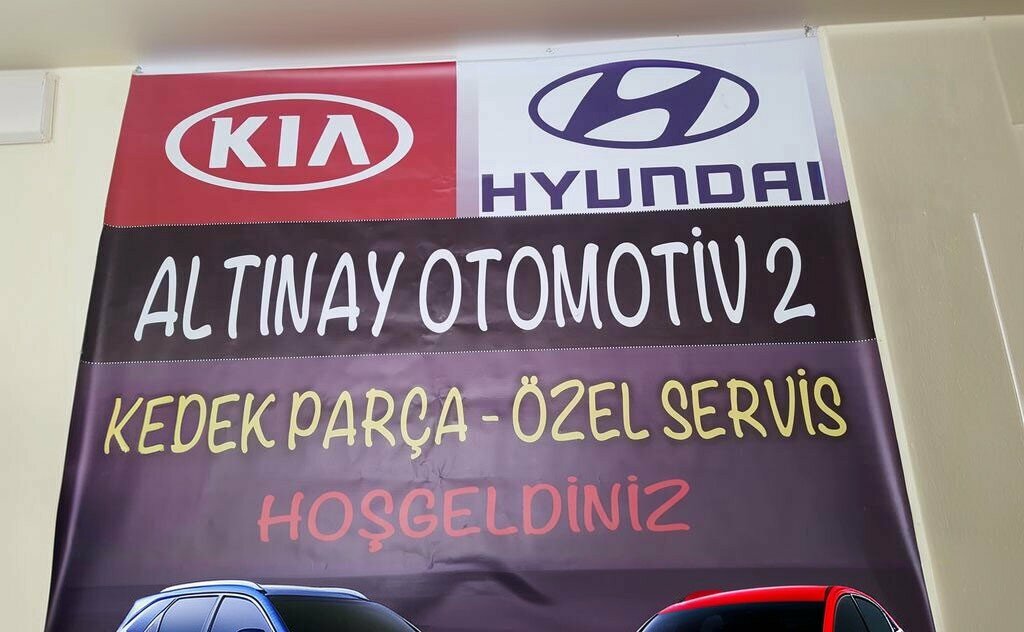 KIA HYUNDAI
ALTINAY OTOMOTİV 2
KEDEK PARÇA - ÖZEL SERVİS
HOŞGELDİNİZ